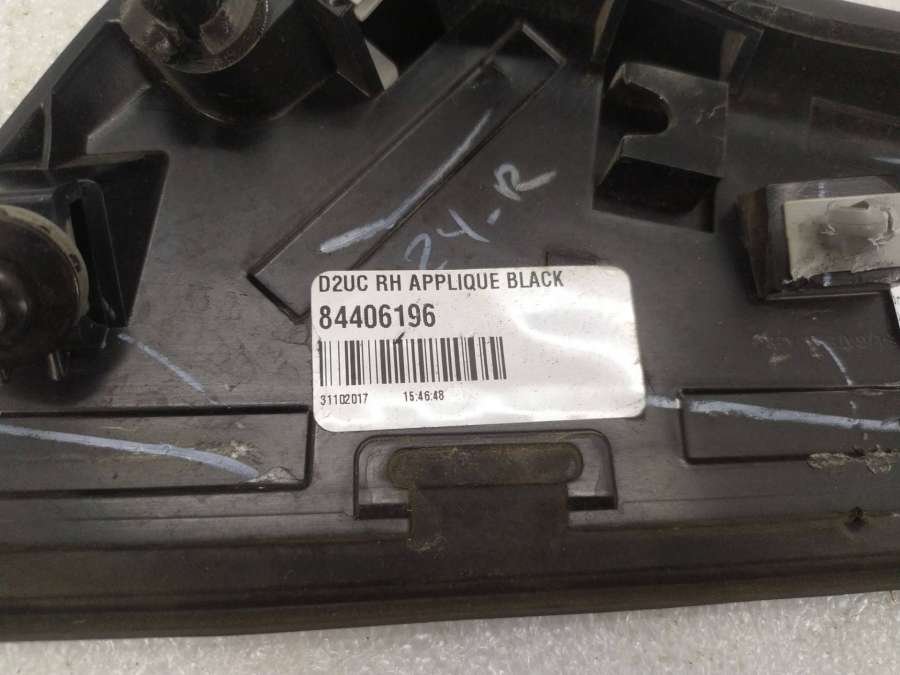 24-R
D2UC RH APPLIQUE BLACK
84406196
31102017 15:46:48